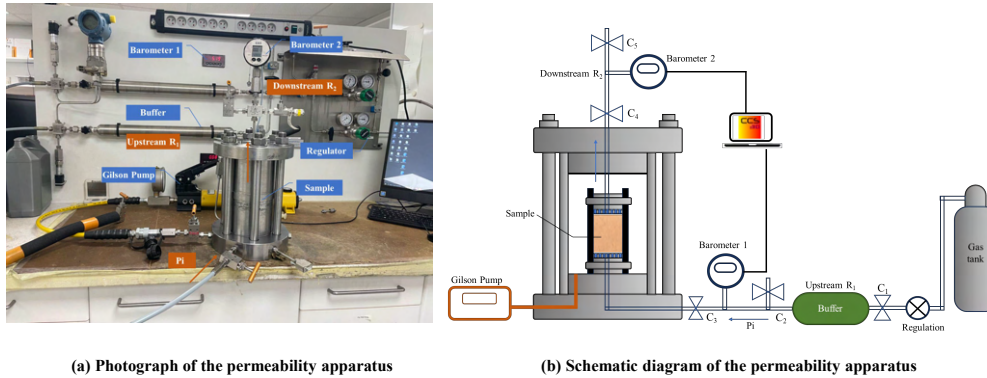 Barometer 1
Barometer 2
Downstream R2
Buffer
Upstream R1
Regulator
Gilson Pump
Sample
Pi
C5
Downstream R2
Barometer 2
C4
CCS
Sample
Barometer 1
Gas
tank
Gilson Pump
Upstream R1
C1
Buffer
C3
Pi
C2
Regulation
(a) Photograph of the permeability apparatus
(b) Schematic diagram of the permeability apparatus